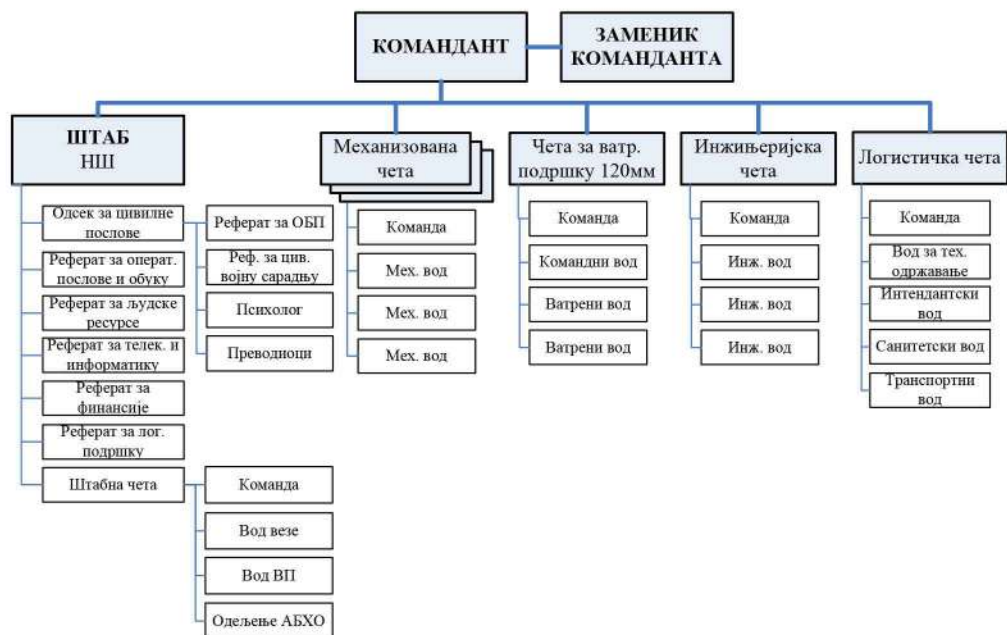 КОМАНДАНТ
ЗАМЕНИК
КОМАНДАНТА
ШТАБ
НШ
Одсек за цивилне
послове
Реферат за операт.
послове и обуку
Реферат за људске
ресурсе
Реферат за телек. и
информатику
Реферат за
финансије
Реферат за лог.
подршку
Штабна чета
Реферат за ОБП
Реф. за цив.
војну сарадњу
Психолог
Преводиоци
Команда
Вод везе
Вод ВП
Одељење АБХО
Механизована
чета
Команда
Мех. вод
Мех. вод
Мех. вод
Чета за ватр.
подршку 120мм
Команда
Командни вод
Ватрени вод
Ватрени вод
Инжињеријска
чета
Команда
Инж. вод
Инж. вод
Инж. вод
Логистичка чета
Команда
Вод за тех.
одржавање
Интендантски
вод
Санитетски вод
Транспортни
вод